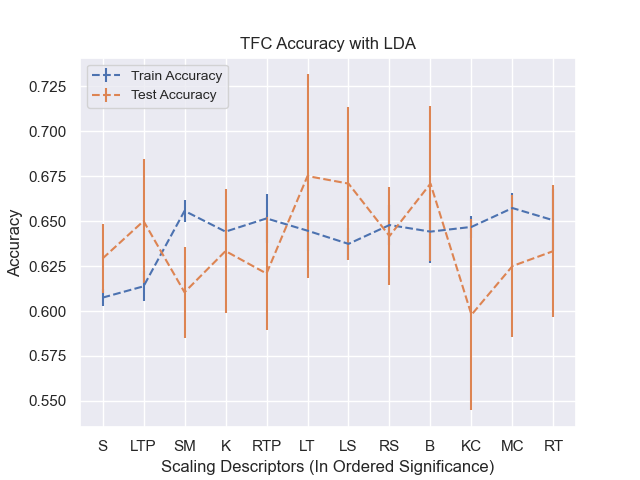 TFC Accuracy with LDA
Train Accuracy
Test Accuracy
0.725
0.700
0.675
0.650
0.625
0.600
0.575
0.550
Accuracy
S LTP SM K RTP LT LS RS B KC MC RT
Scaling Descriptors (In Ordered Significance)